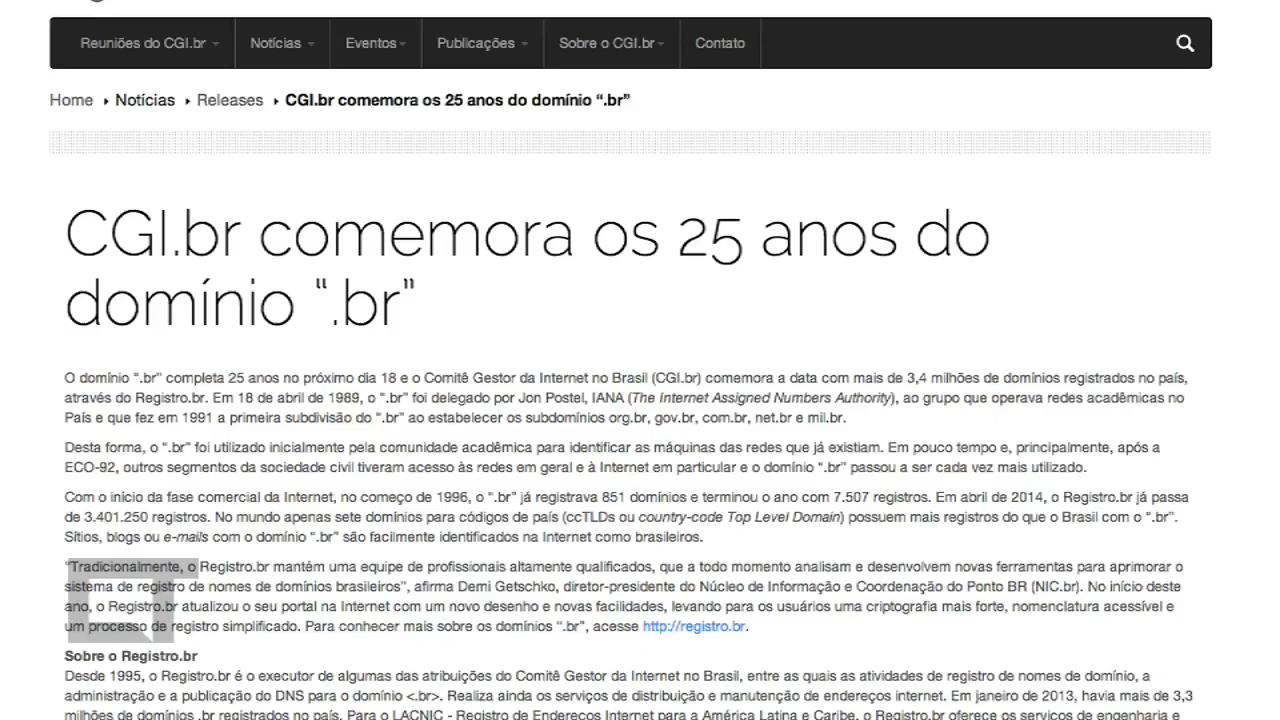 Reuniões do CGI.br Notícias Eventos Publicações Sobre o CGI.br Contato
Home Notícias Releases CGI.br comemora os 25 anos do domínio “.br”
CGI.br comemora os 25 anos do
domínio “.br”
O domínio “.br” completa 25 anos no próximo dia 18 e o Comitê Gestor da Internet no Brasil (CGI.br) comemora a data com mais de 3,4 milhões de domínios registrados no país,
através do Registro.br. Em 18 de abril de 1989, o “.br” foi delegado por Jon Postel, IANA (The Internet Assigned Numbers Authority), ao grupo que operava redes acadêmicas no
País e que fez em 1991 a primeira subdivisão do “.br” ao estabelecer os subdomínios org.br, gov.br, com.br, net.br e mil.br.
Desta forma, o “.br” foi utilizado inicialmente pela comunidade acadêmica para identificar as máquinas das redes que já existiam. Em pouco tempo e, principalmente, após a
ECO-92, outros segmentos da sociedade civil tiveram acesso às redes em geral e à Internet em particular e o domínio “.br” passou a ser cada vez mais utilizado.
Com o início da fase comercial da Internet, no começo de 1996, o “.br” já registrava 851 domínios e terminou o ano com 7.507 registros. Em abril de 2014, o Registro.br já passa
de 3.401.250 registros. No mundo apenas sete domínios para códigos de país (ccTLDs ou country-code Top Level Domain) possuem mais registros do que o Brasil com o “.br”.
Sítios, blogs ou e-mails com o domínio “.br” são facilmente identificados na Internet como brasileiros.
“Tradicionalmente, o Registro.br mantém uma equipe de profissionais altamente qualificados, que a todo momento analisam e desenvolvem novas ferramentas para aprimorar o
sistema de registro de nomes de domínios brasileiros”, afirma Demi Getschko, diretor-presidente do Núcleo de Informação e Coordenação do Ponto BR (NIC.br). No início deste
ano, o Registro.br atualizou o seu portal na Internet com um novo desenho e novas facilidades, levando para os usuários uma criptografia mais forte, nomenclatura acessível e
um processo de registro simplificado. Para conhecer mais sobre os domínios “.br”, acesse http://registro.br.
Sobre o Registro.br
Desde 1995, o Registro.br é o executor de algumas das atribuições do Comitê Gestor da Internet no Brasil, entre as quais as atividades de registro de nomes de domínio, a
administração e a publicação do DNS para o domínio <.br>. Realiza ainda os serviços de distribuição e manutenção de endereços internet. Em janeiro de 2013, havia mais de 3,3
milhões de domínios .br registrados no país. Para o LACNIC - Registro de Endereços Internet para a América Latina e Caribe, o Registro.br oferece os serviços de engenharia e